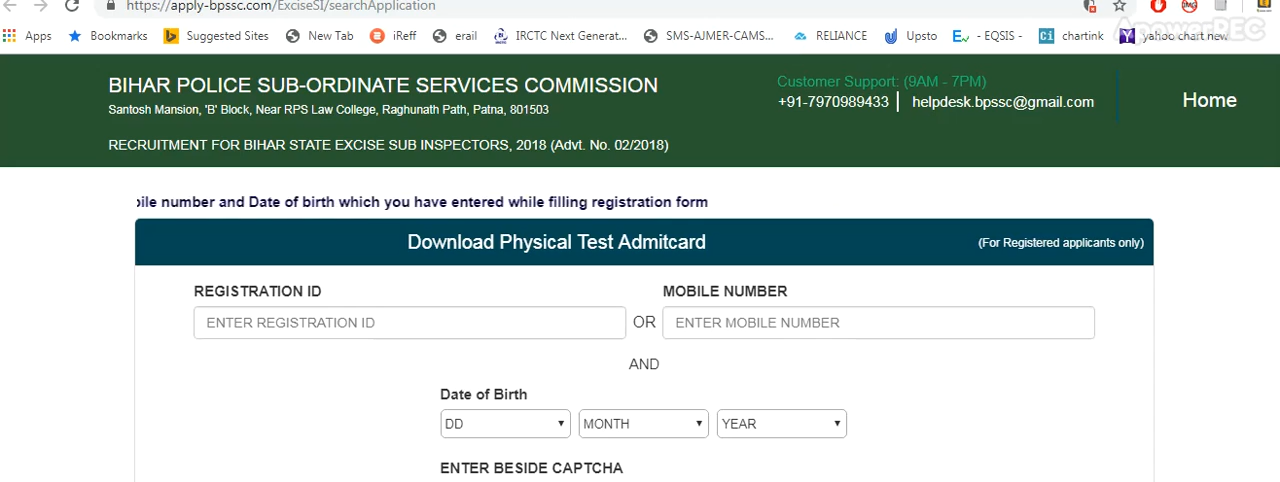 https://apply-bpssc.com/ExciseSI/searchApplication
ApowerREC
Apps Bookmarks Suggested Sites New Tab iReff erail IRCTC Next Generat... SMS-AJMER-CAMS... RELIANCE Upsto - EQSIS - chartink yahoo chart new
BIHAR POLICE SUB-ORDINATE SERVICES COMMISSION
Santosh Mansion, 'B' Block, Near RPS Law College, Raghunath Path, Patna, 801503
RECRUITMENT FOR BIHAR STATE EXCISE SUB INSPECTORS, 2018 (Advt. No. 02/2018)
Customer Support: (9AM - 7PM)
+91-7970989433 | helpdesk.bpssc@gmail.com
Home
bile number and Date of birth which you have entered while filling registration form
Download Physical Test Admitcard
(For Registered applicants only)
REGISTRATION ID
ENTER REGISTRATION ID
OR
MOBILE NUMBER
ENTER MOBILE NUMBER
AND
Date of Birth
DD MONTH YEAR
ENTER BESIDE CAPTCHA